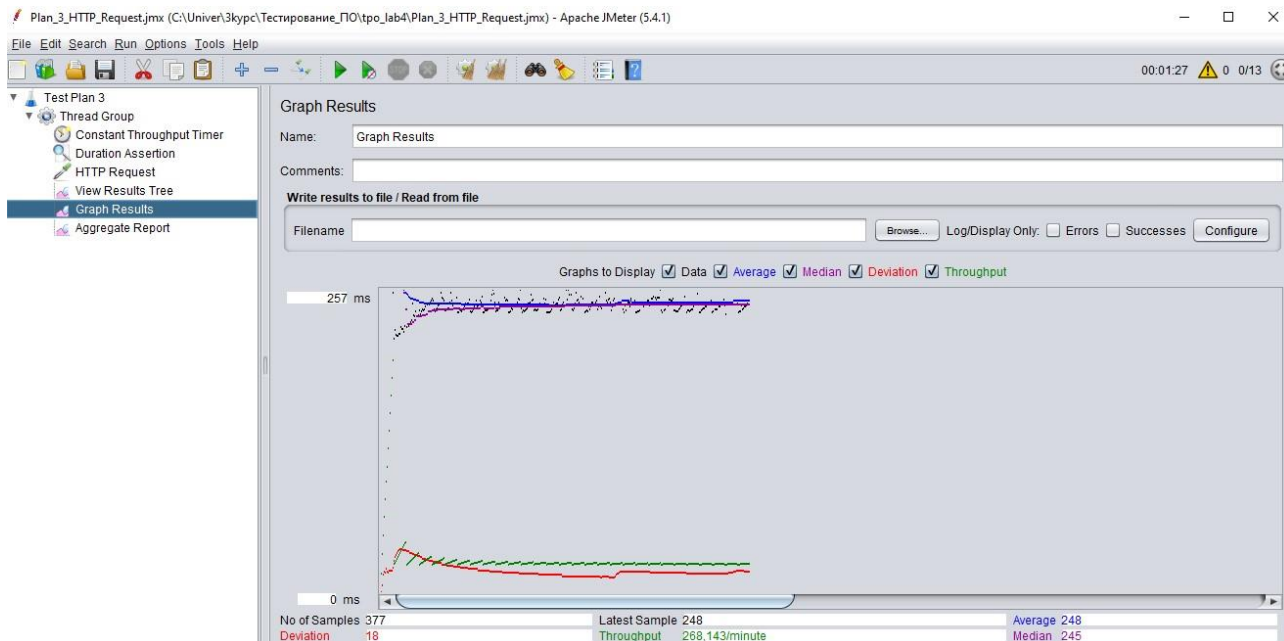 Plan_3_HTTP_Request.jmx (C:\Univer\3kypc\Тестирование_ПО\tpo_lab4\Plan_3_HTTP_Request.jmx) - Apache JMeter (5.4.1)
File Edit Search Run Options Tools Help
00:01:27 0 0/13
Test Plan 3
Thread Group
Constant Throughput Timer
Duration Assertion
HTTP Request
View Results Tree
Graph Results
Aggregate Report
Graph Results
Name: Graph Results
Comments:
Write results to file / Read from file
Filename Browse... Log/Display Only: Errors Successes Configure
Graphs to Display Data Average Median Deviation Throughput
257 ms
0 ms
No of Samples 377 Latest Sample 248 Average 248
Deviation 18 Throughput 268,143/minute Median 245